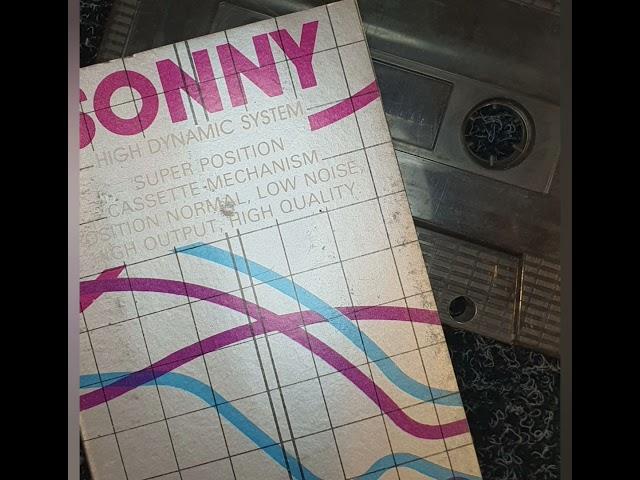 SONNY
HIGH DYNAMIC SYSTEM
SUPER POSITION
CASSETTE-MECHANISM
POSITION NORMAL, LOW NOISE,
HIGH OUTPUT, HIGH QUALITY